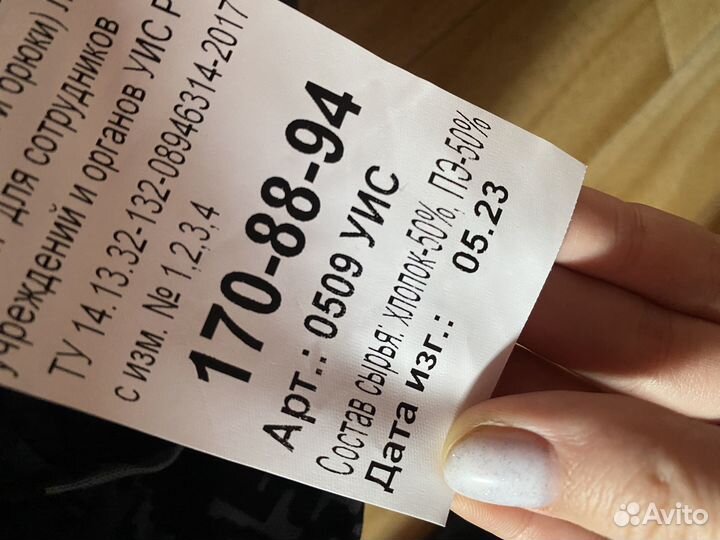 и брюки)
для сотрудников
учреждений и органов УИС Р
ТУ 14.13.32-132-08946314-2017
с изм. № 1,2,3,4
170-88-94
Арт.: 0509 УИС
Состав сырья: хлопок-50%, ПЭ-50%
Дата изг.: 05.23
Avito